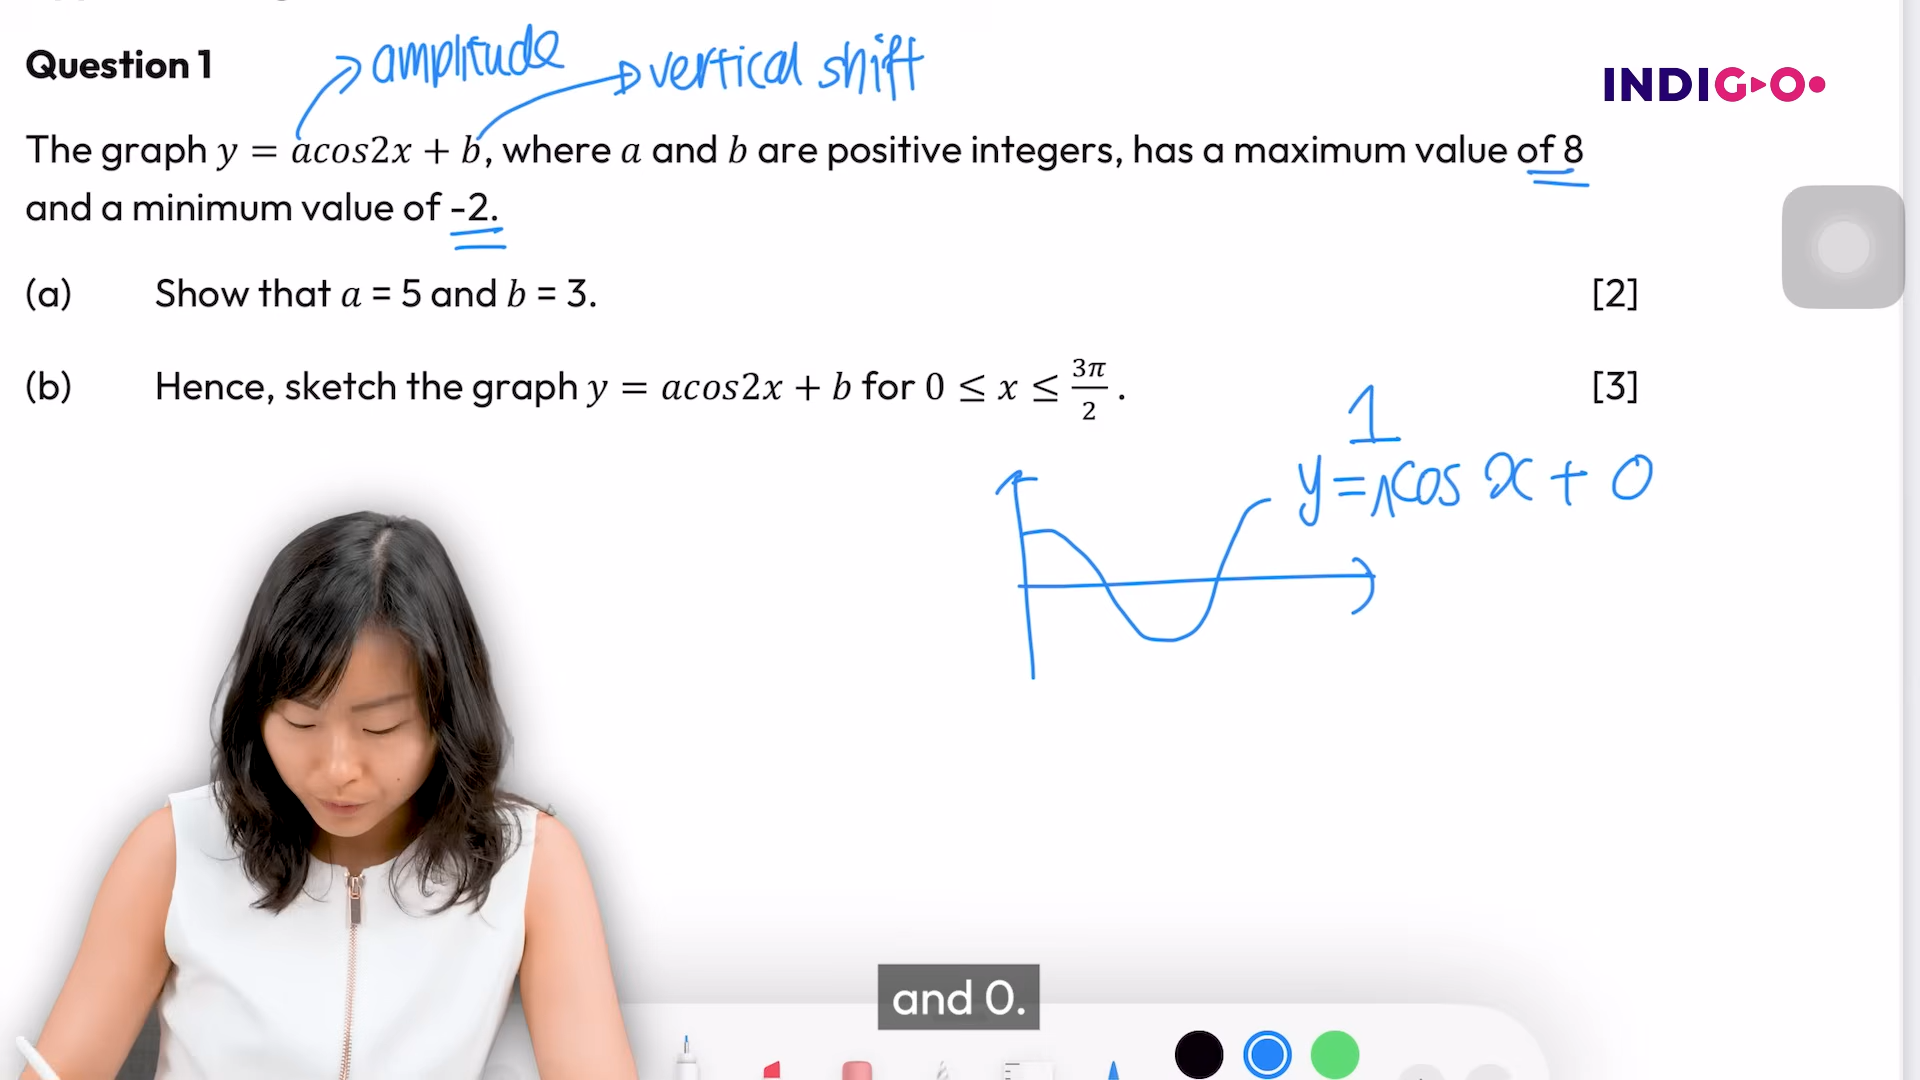 amplitude
vertical shift
Question 1
INDIGO
The graph y = acos2x + b, where a and b are positive integers, has a maximum value of 8
and a minimum value of -2.
(a) Show that a = 5 and b = 3. [2]
(b) Hence, sketch the graph y = acos2x + b for 0 ≤ x ≤ 3π/2 . [3]
1
y = cos x + 0
and 0.